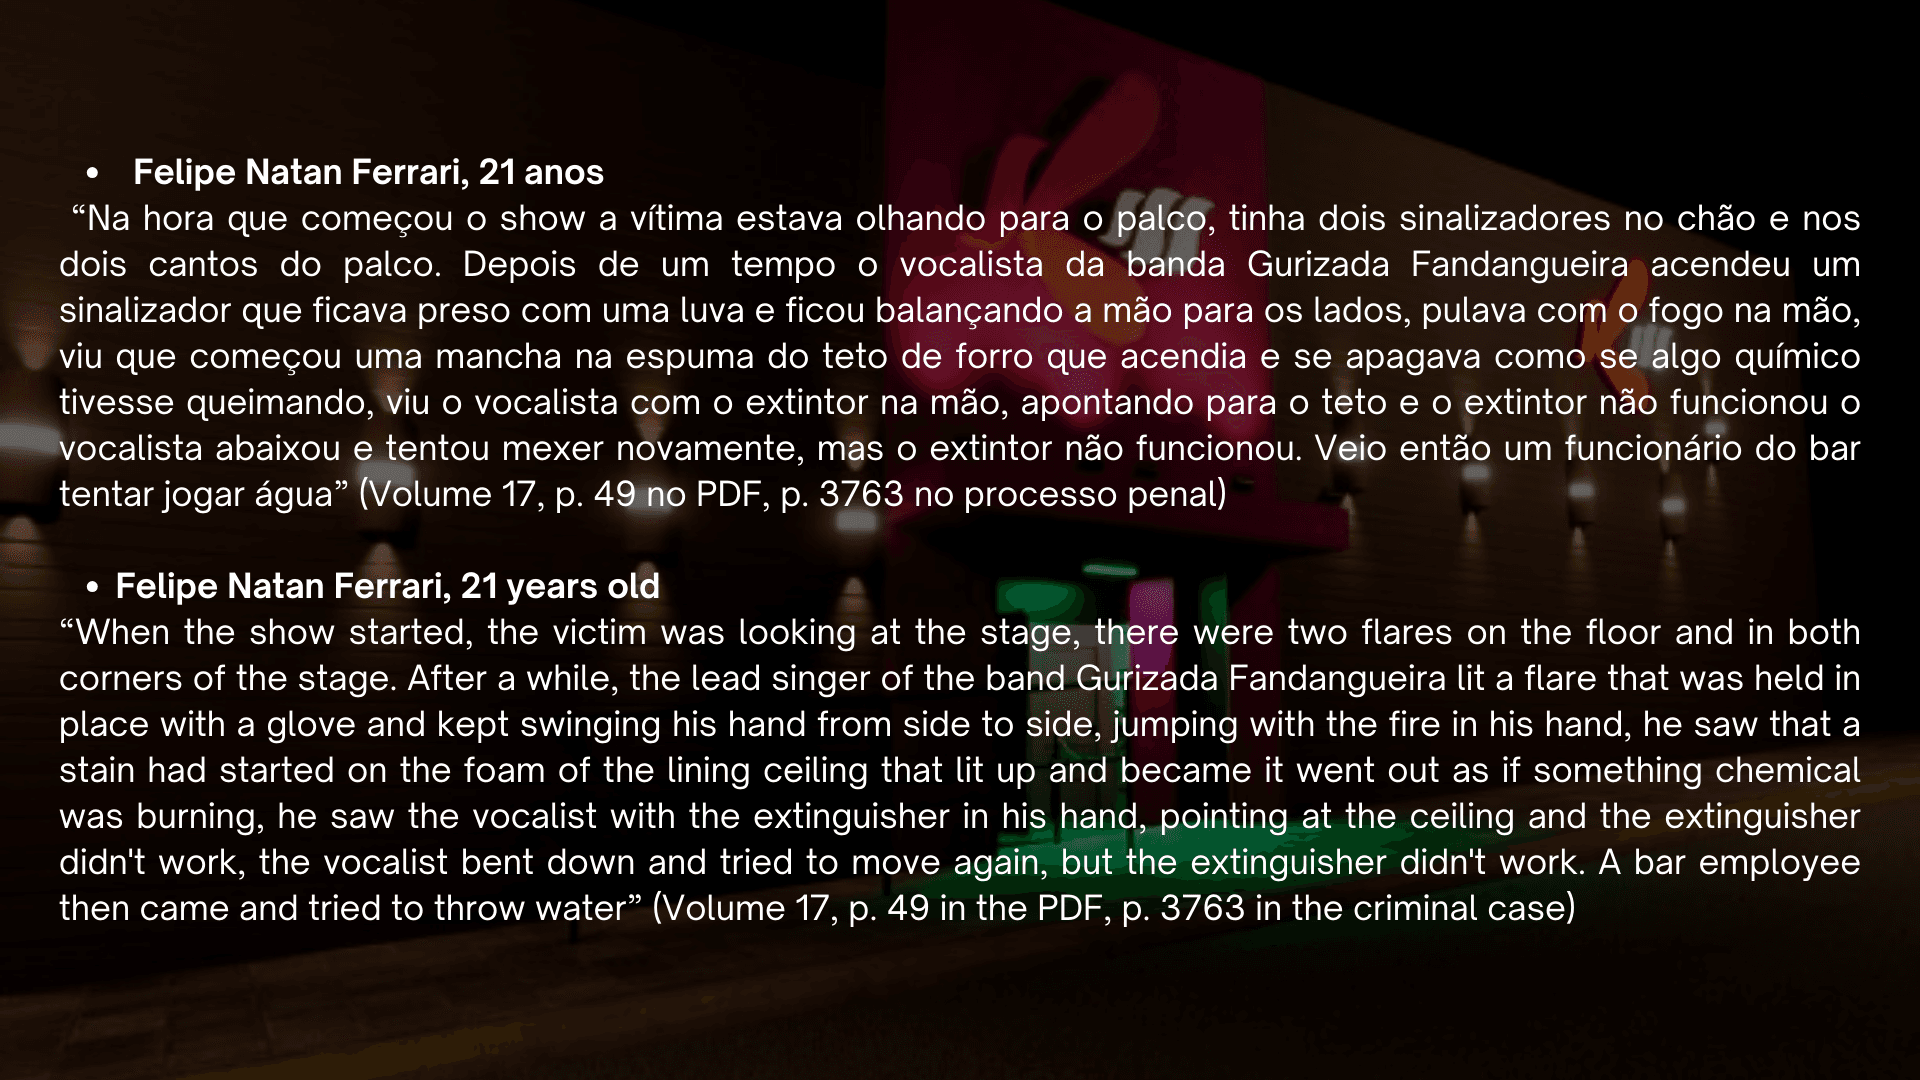 • Felipe Natan Ferrari, 21 anos
“Na hora que começou o show a vítima estava olhando para o palco, tinha dois sinalizadores no chão e nos
dois cantos do palco. Depois de um tempo o vocalista da banda Gurizada Fandangueira acendeu um
sinalizador que ficava preso com uma luva e ficou balançando a mão para os lados, pulava com o fogo na mão,
viu que começou uma mancha na espuma do teto de forro que acendia e se apagava como se algo químico
tivesse queimando, viu o vocalista com o extintor na mão, apontando para o teto e o extintor não funcionou o
vocalista abaixou e tentou mexer novamente, mas o extintor não funcionou. Veio então um funcionário do bar
tentar jogar água” (Volume 17, p. 49 no PDF, p. 3763 no processo penal)
• Felipe Natan Ferrari, 21 years old
“When the show started, the victim was looking at the stage, there were two flares on the floor and in both
corners of the stage. After a while, the lead singer of the band Gurizada Fandangueira lit a flare that was held in
place with a glove and kept swinging his hand from side to side, jumping with the fire in his hand, he saw that a
stain had started on the foam of the lining ceiling that lit up and became it went out as if something chemical
was burning, he saw the vocalist with the extinguisher in his hand, pointing at the ceiling and the extinguisher
didn't work, the vocalist bent down and tried to move again, but the extinguisher didn't work. A bar employee
then came and tried to throw water” (Volume 17, p. 49 in the PDF, p. 3763 in the criminal case)